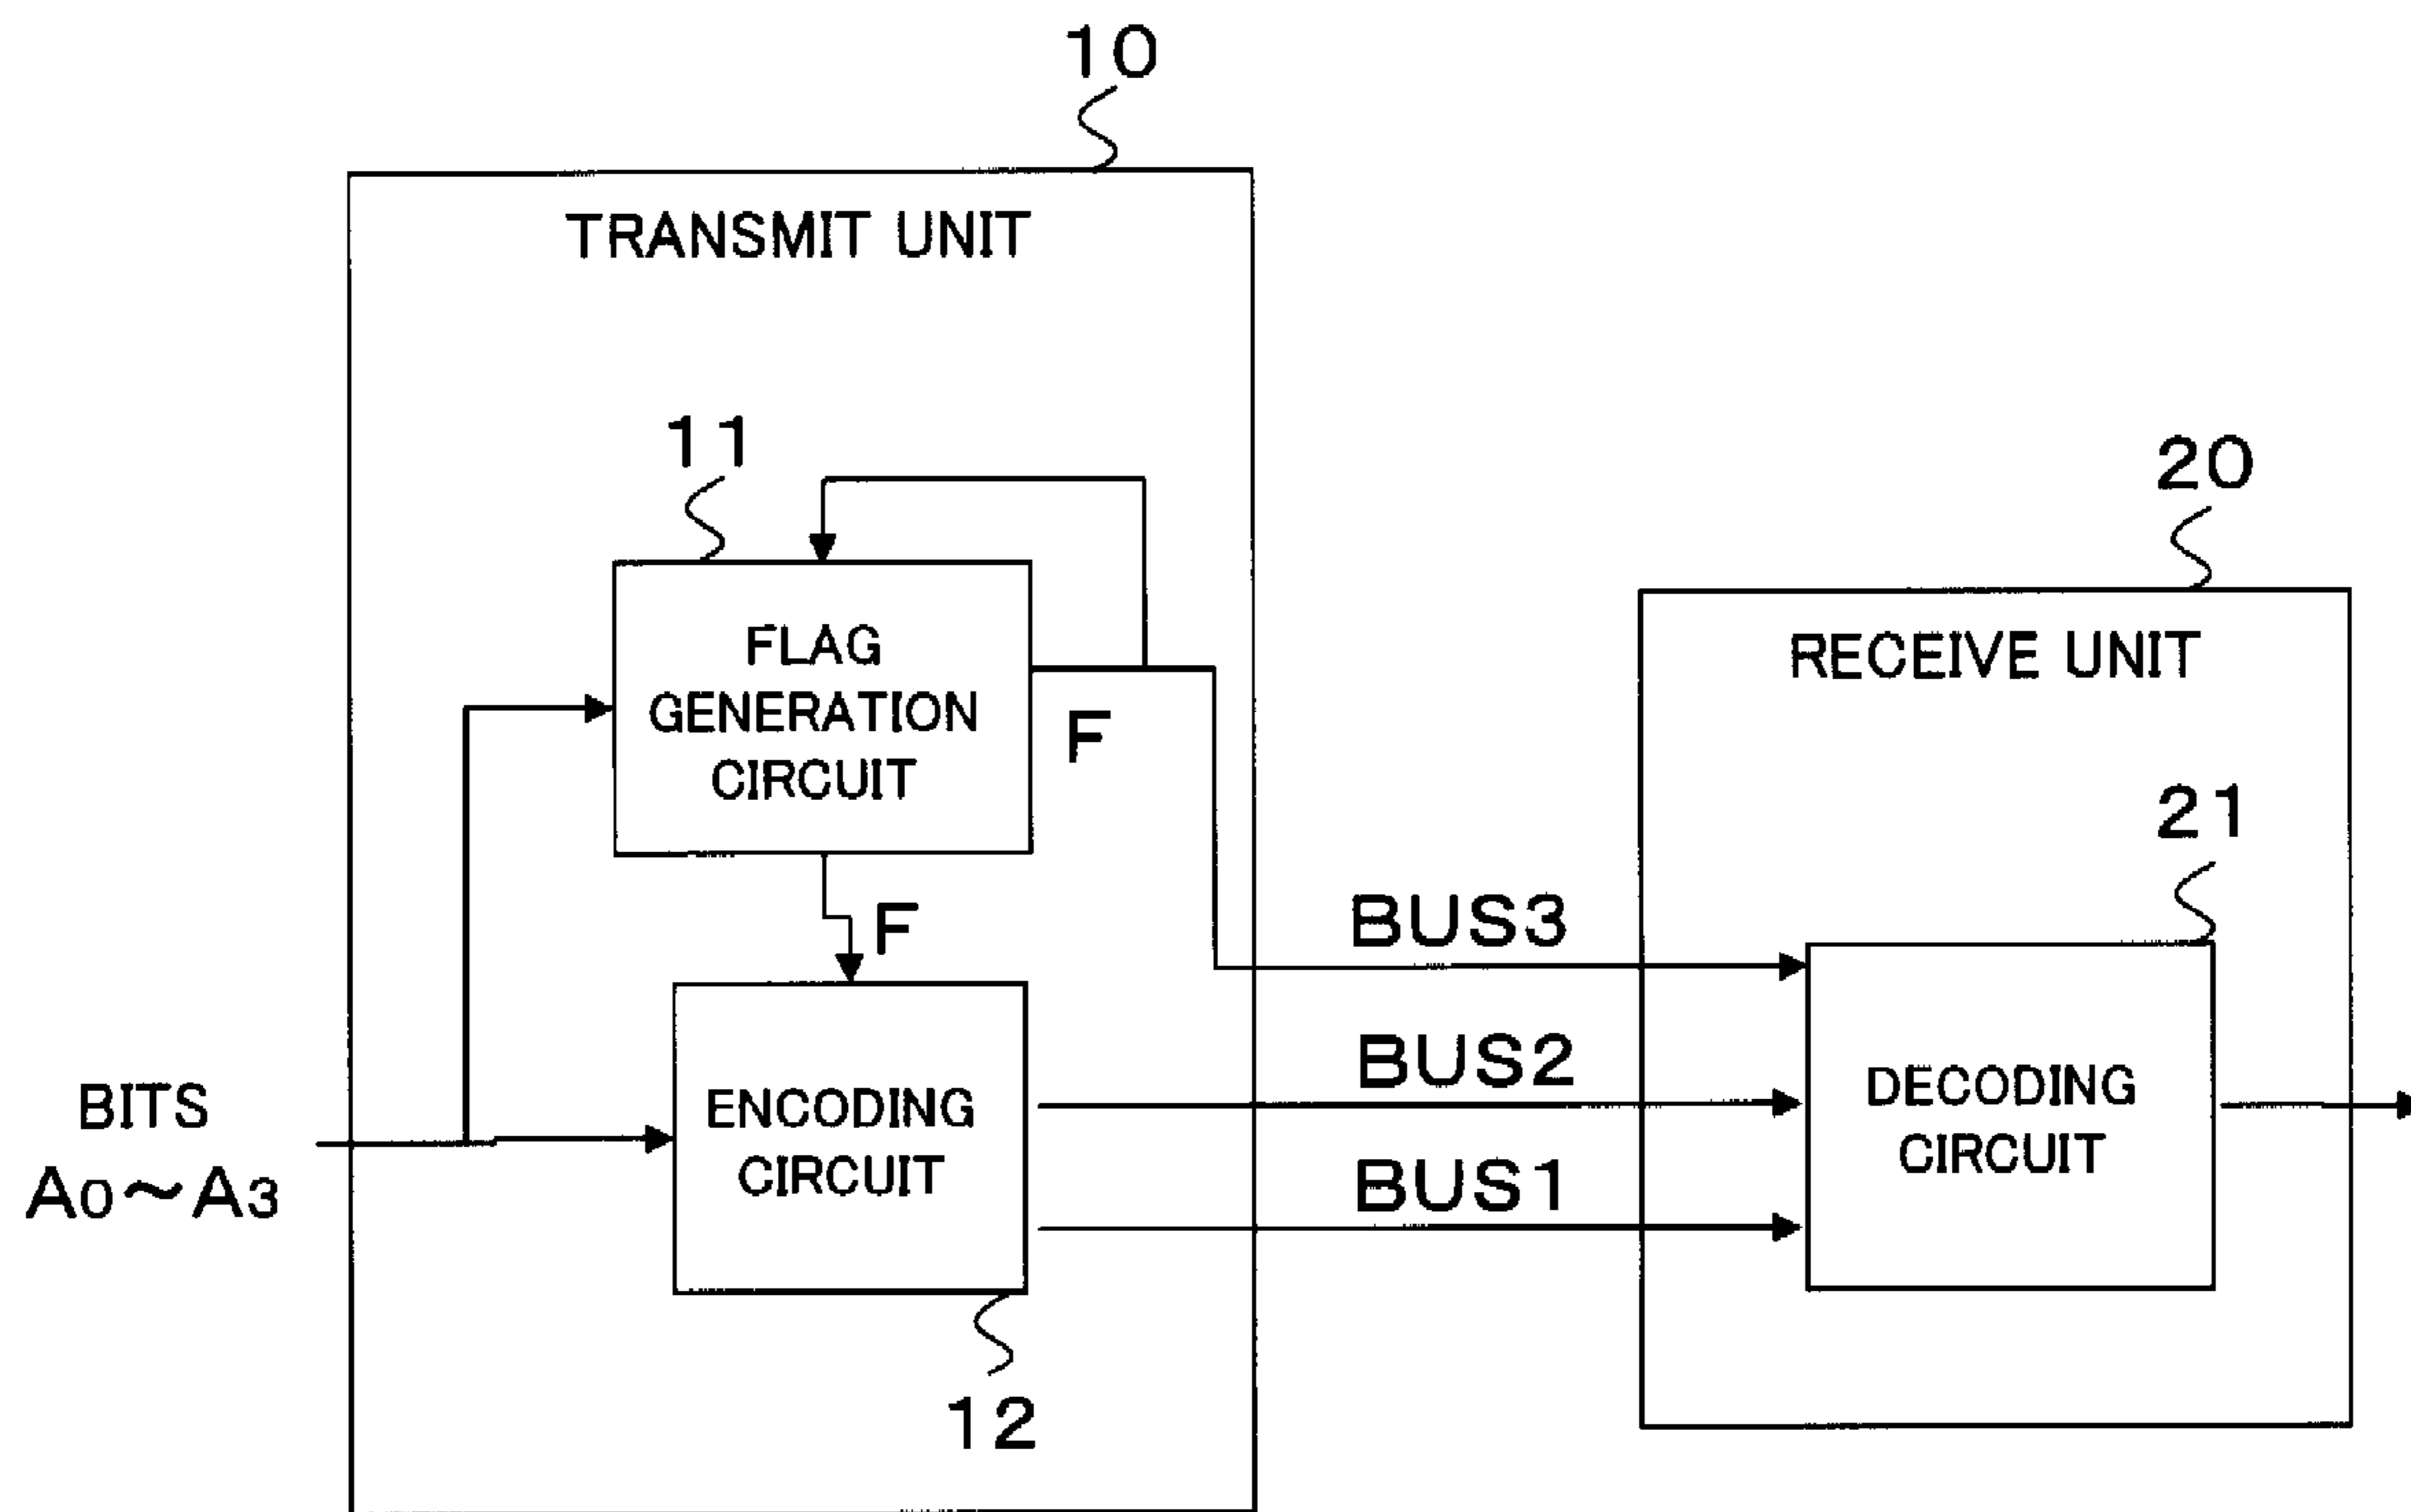 10
TRANSMIT UNIT
11
FLAG
GENERATION
CIRCUIT
F
F
20
RECEIVE UNIT
21
BUS3
BUS2
BUS1
DECODING
CIRCUIT
BITS
A0~A3
ENCODING
CIRCUIT
12